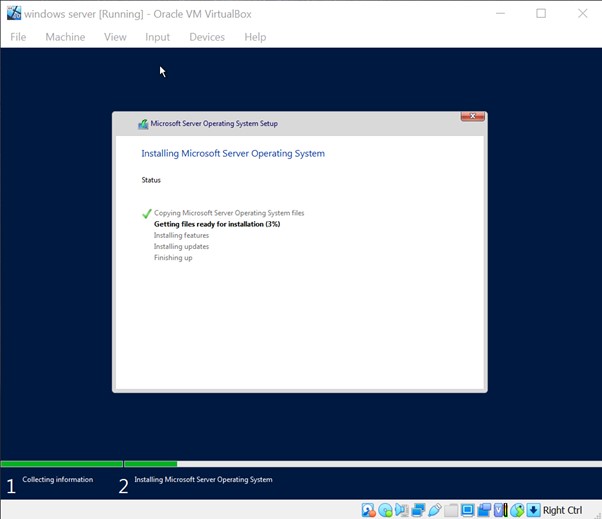 windows server [Running] - Oracle VM VirtualBox
File Machine View Input Devices Help
Microsoft Server Operating System Setup
Installing Microsoft Server Operating System
Status
Copying Microsoft Server Operating System files
Getting files ready for installation (3%)
Installing features
Installing updates
Finishing up
1 Collecting information 2 Installing Microsoft Server Operating System
Right Ctrl